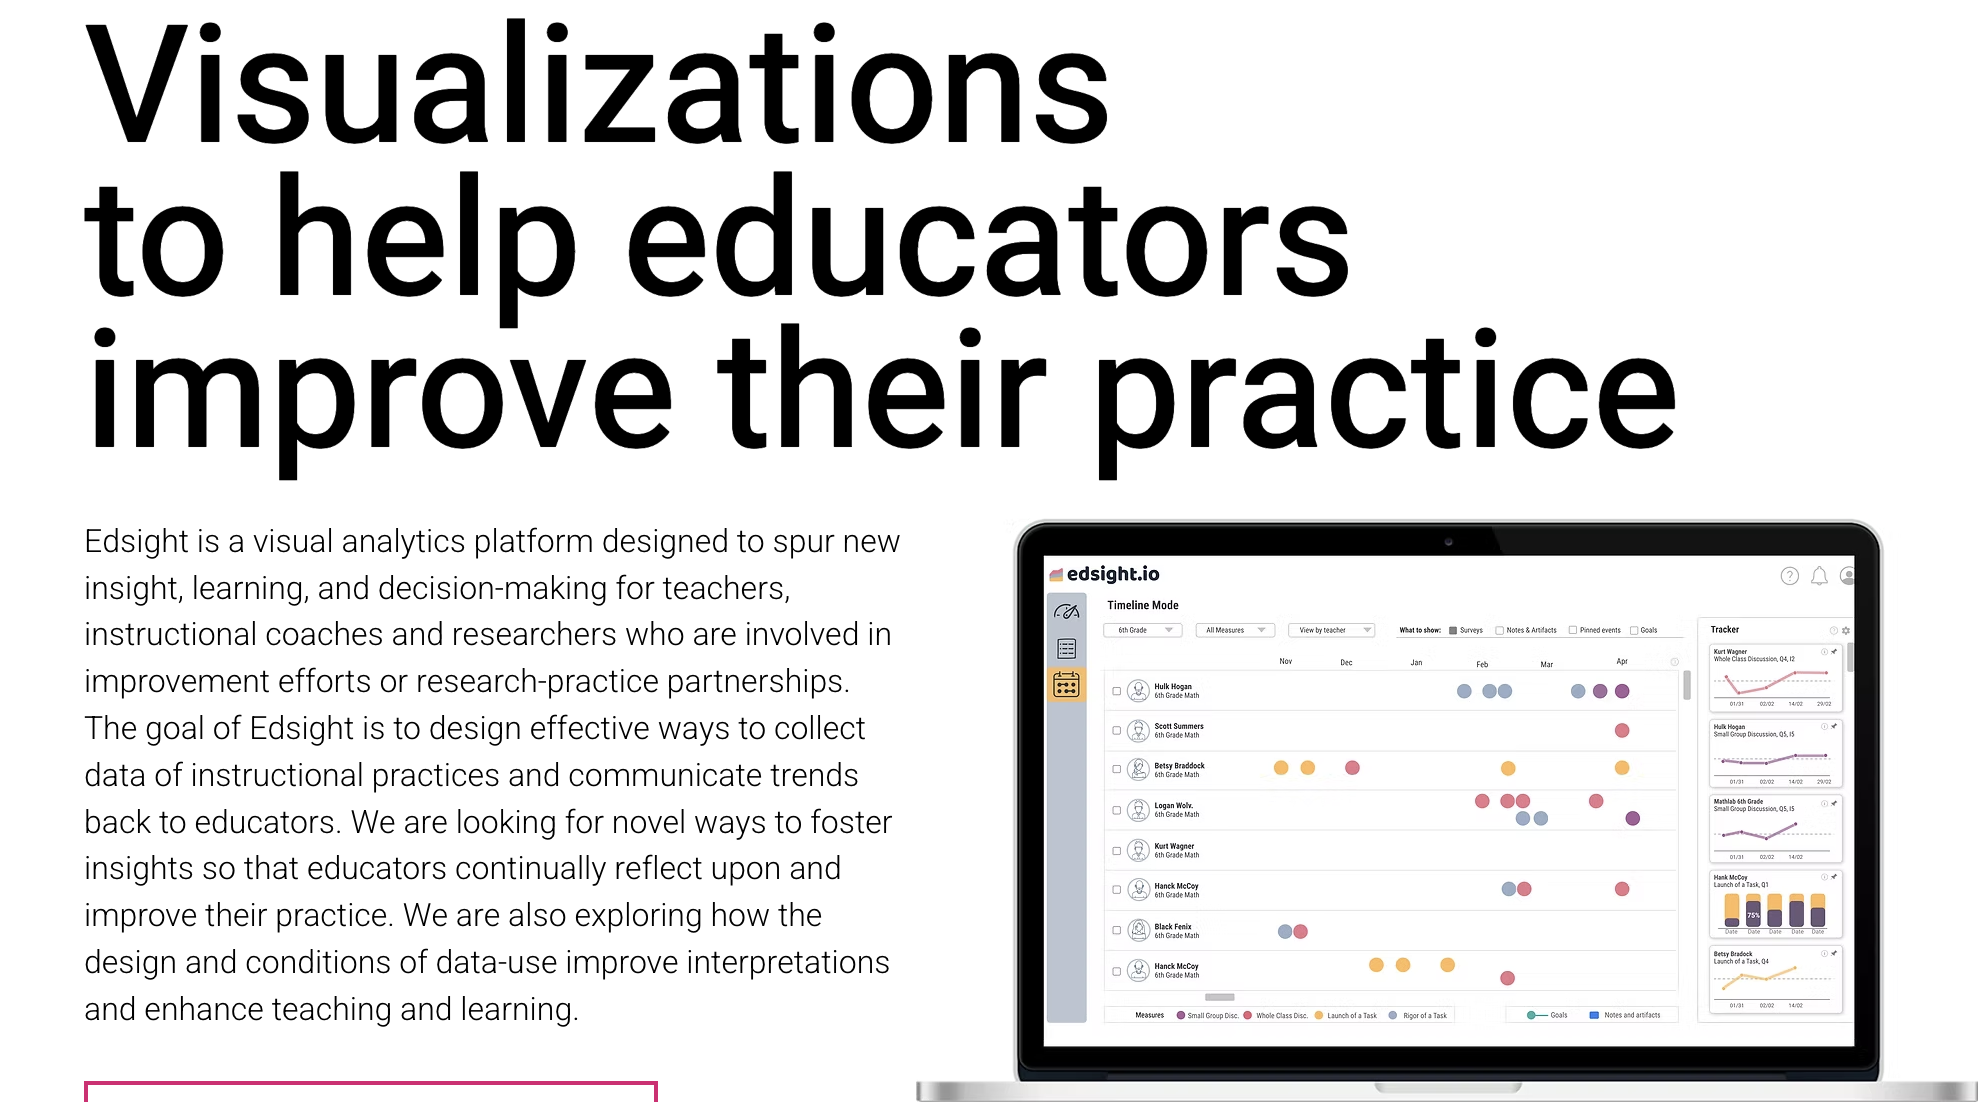 Visualizations
to help educators
improve their practice
Edsight is a visual analytics platform designed to spur new
insight, learning, and decision-making for teachers,
instructional coaches and researchers who are involved in
improvement efforts or research-practice partnerships.
The goal of Edsight is to design effective ways to collect
data of instructional practices and communicate trends
back to educators. We are looking for novel ways to foster
insights so that educators continually reflect upon and
improve their practice. We are also exploring how the
design and conditions of data-use improve interpretations
and enhance teaching and learning.
edsight.io
Timeline Mode
6th Grade All Measures View by teacher What to show: Surveys Notes & Artifacts Pinned events Goals
Nov Dec Jan Feb Mar Apr
Hulk Hogan
6th Grade Math
Scott Summers
6th Grade Math
Betsy Braddock
6th Grade Math
Logan Wolv.
6th Grade Math
Kurt Wagner
6th Grade Math
Hanck McCoy
6th Grade Math
Black Fenix
6th Grade Math
Hanck McCoy
6th Grade Math
Measures Small Group Disc. Whole Class Disc. Launch of a Task Rigor of a Task Goals Notes and artifacts
Tracker
Kurt Wagner
Whole Class Discussion, Q4, I2
01/31 02/02 14/02 29/02
Hulk Hogan
Small Group Discussion, Q5, I5
01/31 02/02 14/02 29/02
Mathlab 6th Grade
Small Group Discussion, Q5, I5
01/31 02/02 14/02
Hank McCoy
Launch of a Task, Q1
75%
Date Date Date Date Date
Betsy Bradock
Launch of a Task, Q4
01/31 02/02 14/02